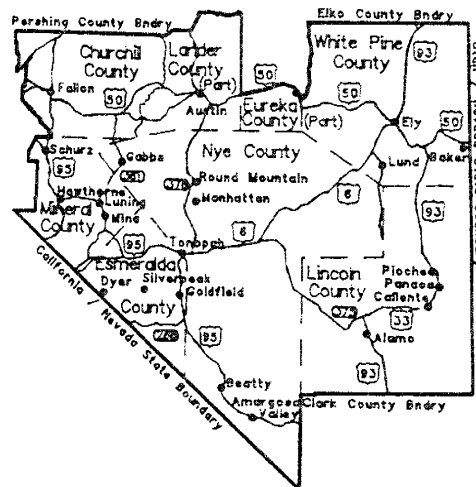 Pershing County Bndry
Elko County Bndry
Churchill
County
Lander
County
(Part)
White Pine
County
93
50
Fallon
50
Austin
Eureka
County
(Part)
50
Ely
50
Baker
Schurz
95
Gabbs
361
Nye County
Lund
376
Round Mountain
Manhattan
Hawthorne
Luning
Mina
Mineral
County
6
93
95
Tonopah
6
Esmeralda
County
Silverpeak
Dyer
Goldfield
Lincoln
County
Pioche
Panaca
Caliente
375
33
Alamo
California
Nevada State Boundary
95
93
Beatty
Amargosa
Valley
Clark County Bndry